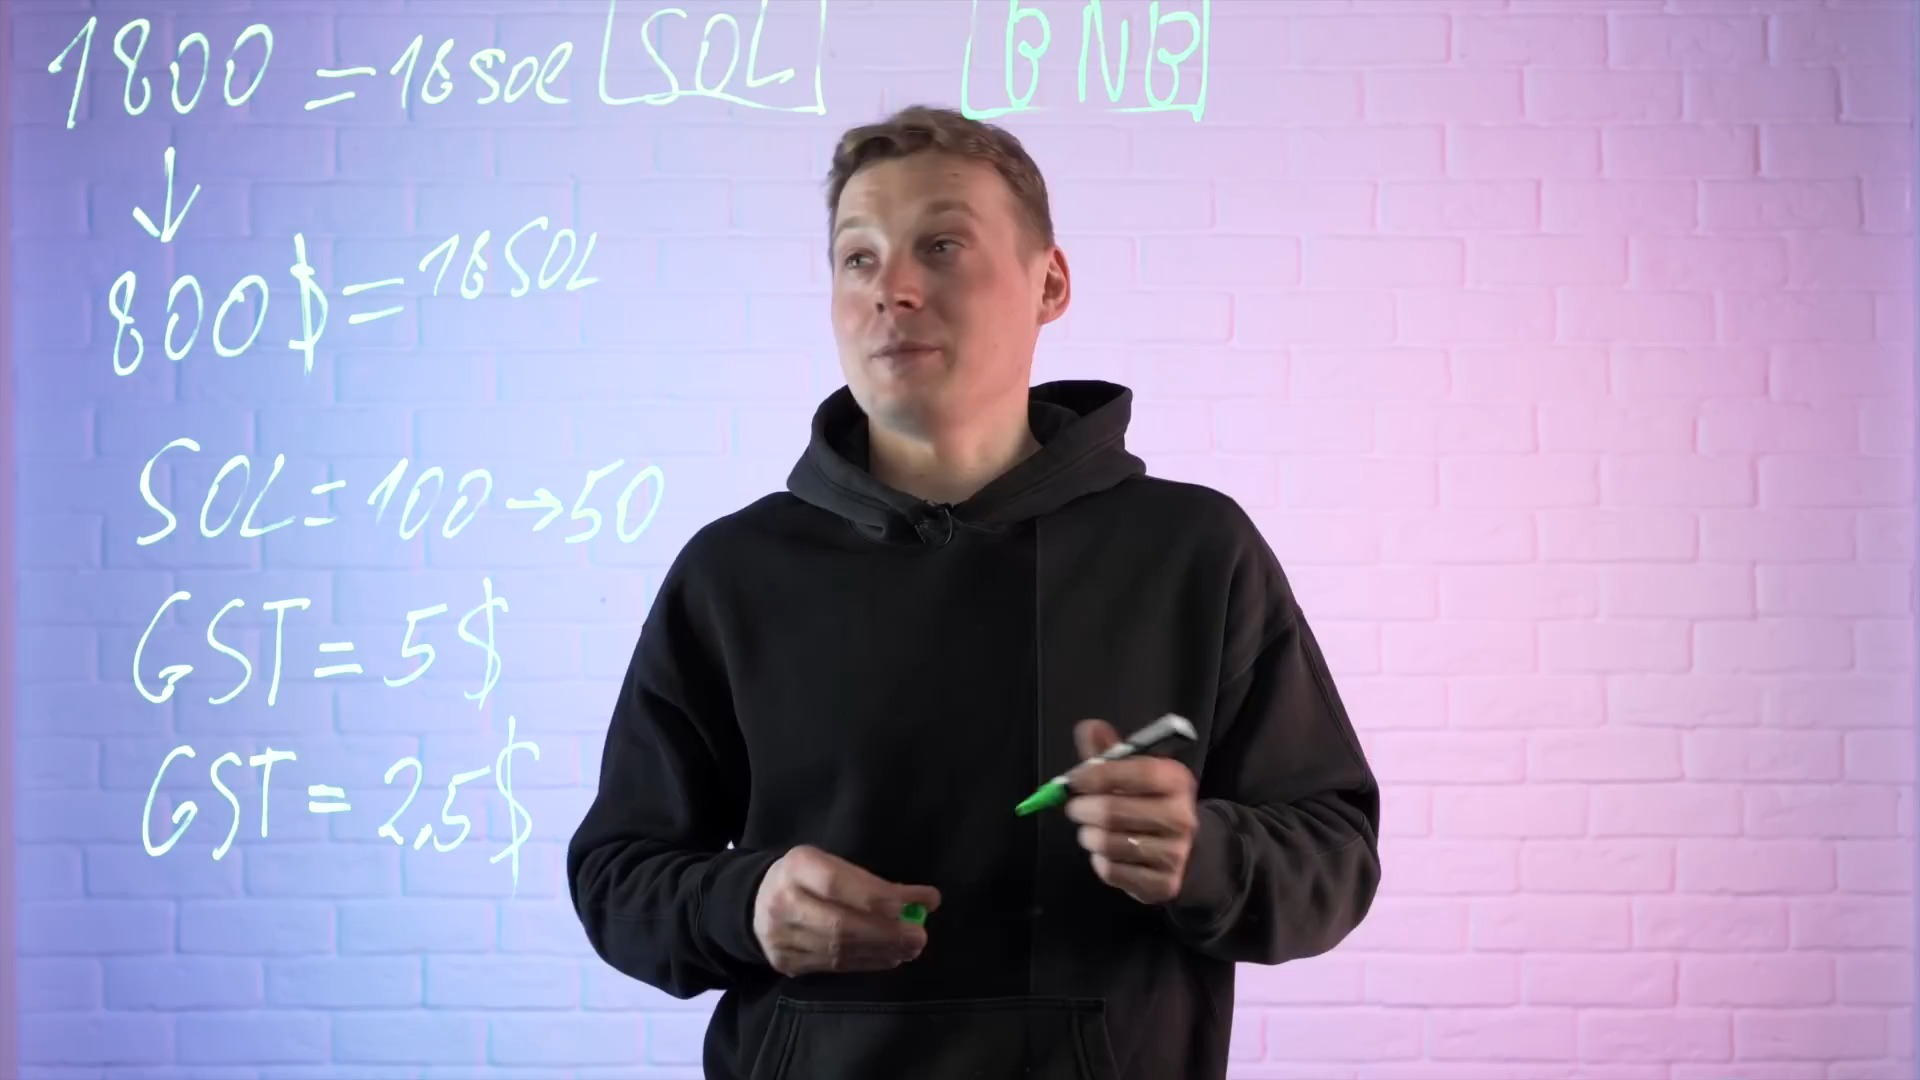 1800 = 16 SOL SOL BNB
↓
800$ = 16 SOL
SOL = 100 → 50
GST = 5$
GST = 2,5$